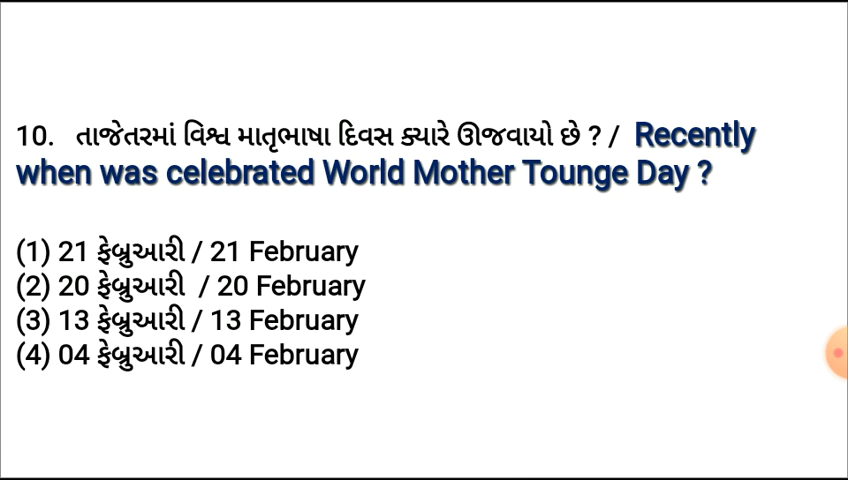 10. તાજેતરમાં વિશ્વ માતૃભાષા દિવસ ક્યારે ઊજવાયો છે ? / Recently
when was celebrated World Mother Tounge Day ?
(1) 21 ફેબ્રુઆરી / 21 February
(2) 20 ફેબ્રુઆરી / 20 February
(3) 13 ફેબ્રુઆરી / 13 February
(4) 04 ફેબ્રુઆરી / 04 February